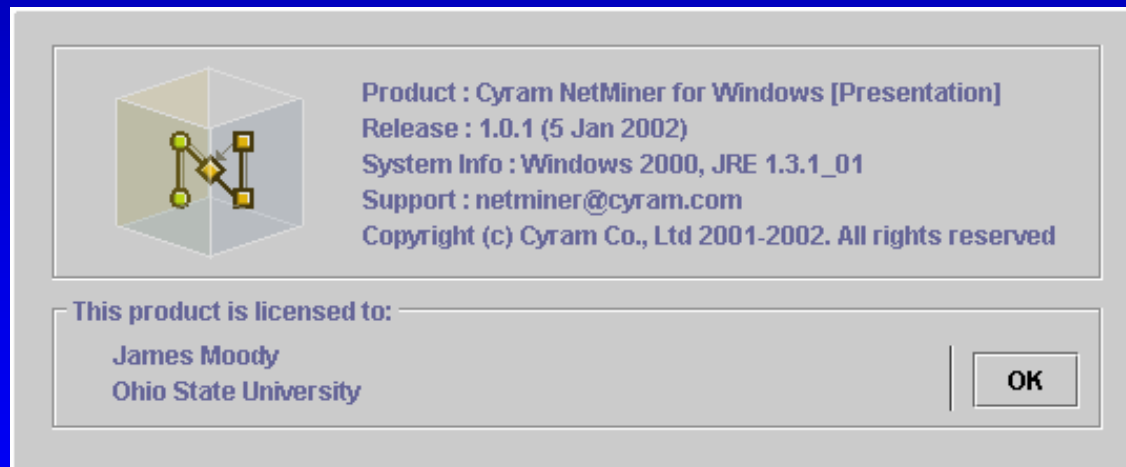 Product : Cyram NetMiner for Windows [Presentation]
Release : 1.0.1 (5 Jan 2002)
System Info : Windows 2000, JRE 1.3.1_01
Support : netminer@cyram.com
Copyright (c) Cyram Co., Ltd 2001-2002. All rights reserved
This product is licensed to:
James Moody
Ohio State University
OK